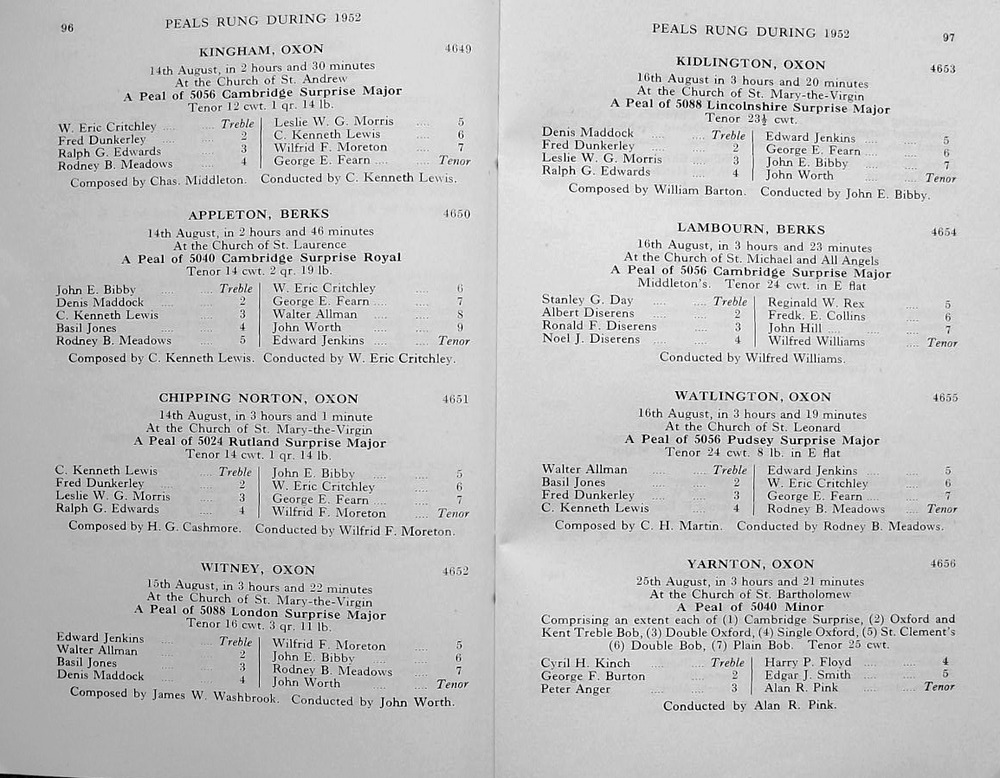 96
PEALS RUNG DURING 1952
KINGHAM, OXON 4649
14th August, in 2 hours and 30 minutes
At the Church of St. Andrew
A Peal of 5056 Cambridge Surprise Major
Tenor 12 cwt. 1 qr. 14 lb.
W. Eric Critchley .... Treble | Leslie W. G. Morris .... 5
Fred Dunkerley .... 2 | C. Kenneth Lewis .... 6
Ralph G. Edwards .... 3 | Wilfrid F. Moreton .... 7
Rodney B. Meadows .... 4 | George E. Fearn .... Tenor
Composed by Chas. Middleton. Conducted by C. Kenneth Lewis.
APPLETON, BERKS 4650
14th August, in 2 hours and 46 minutes
At the Church of St. Laurence
A Peal of 5040 Cambridge Surprise Royal
Tenor 14 cwt. 2 qr. 19 lb.
John E. Bibby .... Treble | W. Eric Critchley .... 6
Denis Maddock .... 2 | George E. Fearn .... 7
C. Kenneth Lewis .... 3 | Walter Allman .... 8
Basil Jones .... 4 | John Worth .... 9
Rodney B. Meadows .... 5 | Edward Jenkins .... Tenor
Composed by C. Kenneth Lewis. Conducted by W. Eric Critchley.
CHIPPING NORTON, OXON 4651
14th August, in 3 hours and 1 minute
At the Church of St. Mary-the-Virgin
A Peal of 5024 Rutland Surprise Major
Tenor 14 cwt. 1 qr. 14 lb.
C. Kenneth Lewis .... Treble | John E. Bibby .... 5
Fred Dunkerley .... 2 | W. Eric Critchley .... 6
Leslie W. G. Morris .... 3 | George E. Fearn .... 7
Ralph G. Edwards .... 4 | Wilfrid F. Moreton .... Tenor
Composed by H. G. Cashmore. Conducted by Wilfrid F. Moreton.
WITNEY, OXON 4652
15th August, in 3 hours and 22 minutes
At the Church of St. Mary-the-Virgin
A Peal of 5088 London Surprise Major
Tenor 16 cwt. 3 qr. 11 lb.
Edward Jenkins .... Treble | Wilfrid F. Moreton .... 5
Walter Allman .... 2 | John E. Bibby .... 6
Basil Jones .... 3 | Rodney B. Meadows .... 7
Denis Maddock .... 4 | John Worth .... Tenor
Composed by James W. Washbrook. Conducted by John Worth.
PEALS RUNG DURING 1952
97
KIDLINGTON, OXON 4653
16th August in 3 hours and 20 minutes
At the Church of St. Mary-the-Virgin
A Peal of 5088 Lincolnshire Surprise Major
Tenor 23½ cwt.
Denis Maddock .... Treble | Edward Jenkins .... 5
Fred Dunkerley .... 2 | George E. Fearn .... 6
Leslie W. G. Morris .... 3 | John E. Bibby .... 7
Ralph G. Edwards .... 4 | John Worth .... Tenor
Composed by William Barton. Conducted by John E. Bibby.
LAMBOURN, BERKS 4654
16th August, in 3 hours and 23 minutes
At the Church of St. Michael and All Angels
A Peal of 5056 Cambridge Surprise Major
Middleton's. Tenor 24 cwt. in E flat
Stanley G. Day .... Treble | Reginald W. Rex .... 5
Albert Diserens .... 2 | Fredk. E. Collins .... 6
Ronald F. Diserens .... 3 | John Hill .... 7
Noel J. Diserens .... 4 | Wilfred Williams .... Tenor
Conducted by Wilfred Williams.
WATLINGTON, OXON 4655
16th August, in 3 hours and 19 minutes
At the Church of St. Leonard
A Peal of 5056 Pudsey Surprise Major
Tenor 24 cwt. 8 lb. in E flat
Walter Allman .... Treble | Edward Jenkins .... 5
Basil Jones .... 2 | W. Eric Critchley .... 6
Fred Dunkerley .... 3 | George E. Fearn .... 7
C. Kenneth Lewis .... 4 | Rodney B. Meadows .... Tenor
Composed by C. H. Martin. Conducted by Rodney B. Meadows.
YARNTON, OXON 4656
25th August, in 3 hours and 21 minutes
At the Church of St. Bartholomew
A Peal of 5040 Minor
Comprising an extent each of (1) Cambridge Surprise, (2) Oxford and
Kent Treble Bob, (3) Double Oxford, (4) Single Oxford, (5) St. Clement's
(6) Double Bob, (7) Plain Bob. Tenor 25 cwt.
Cyril H. Kinch .... Treble | Harry P. Floyd .... 4
George F. Burton .... 2 | Edgar J. Smith .... 5
Peter Anger .... 3 | Alan R. Pink .... Tenor
Conducted by Alan R. Pink.